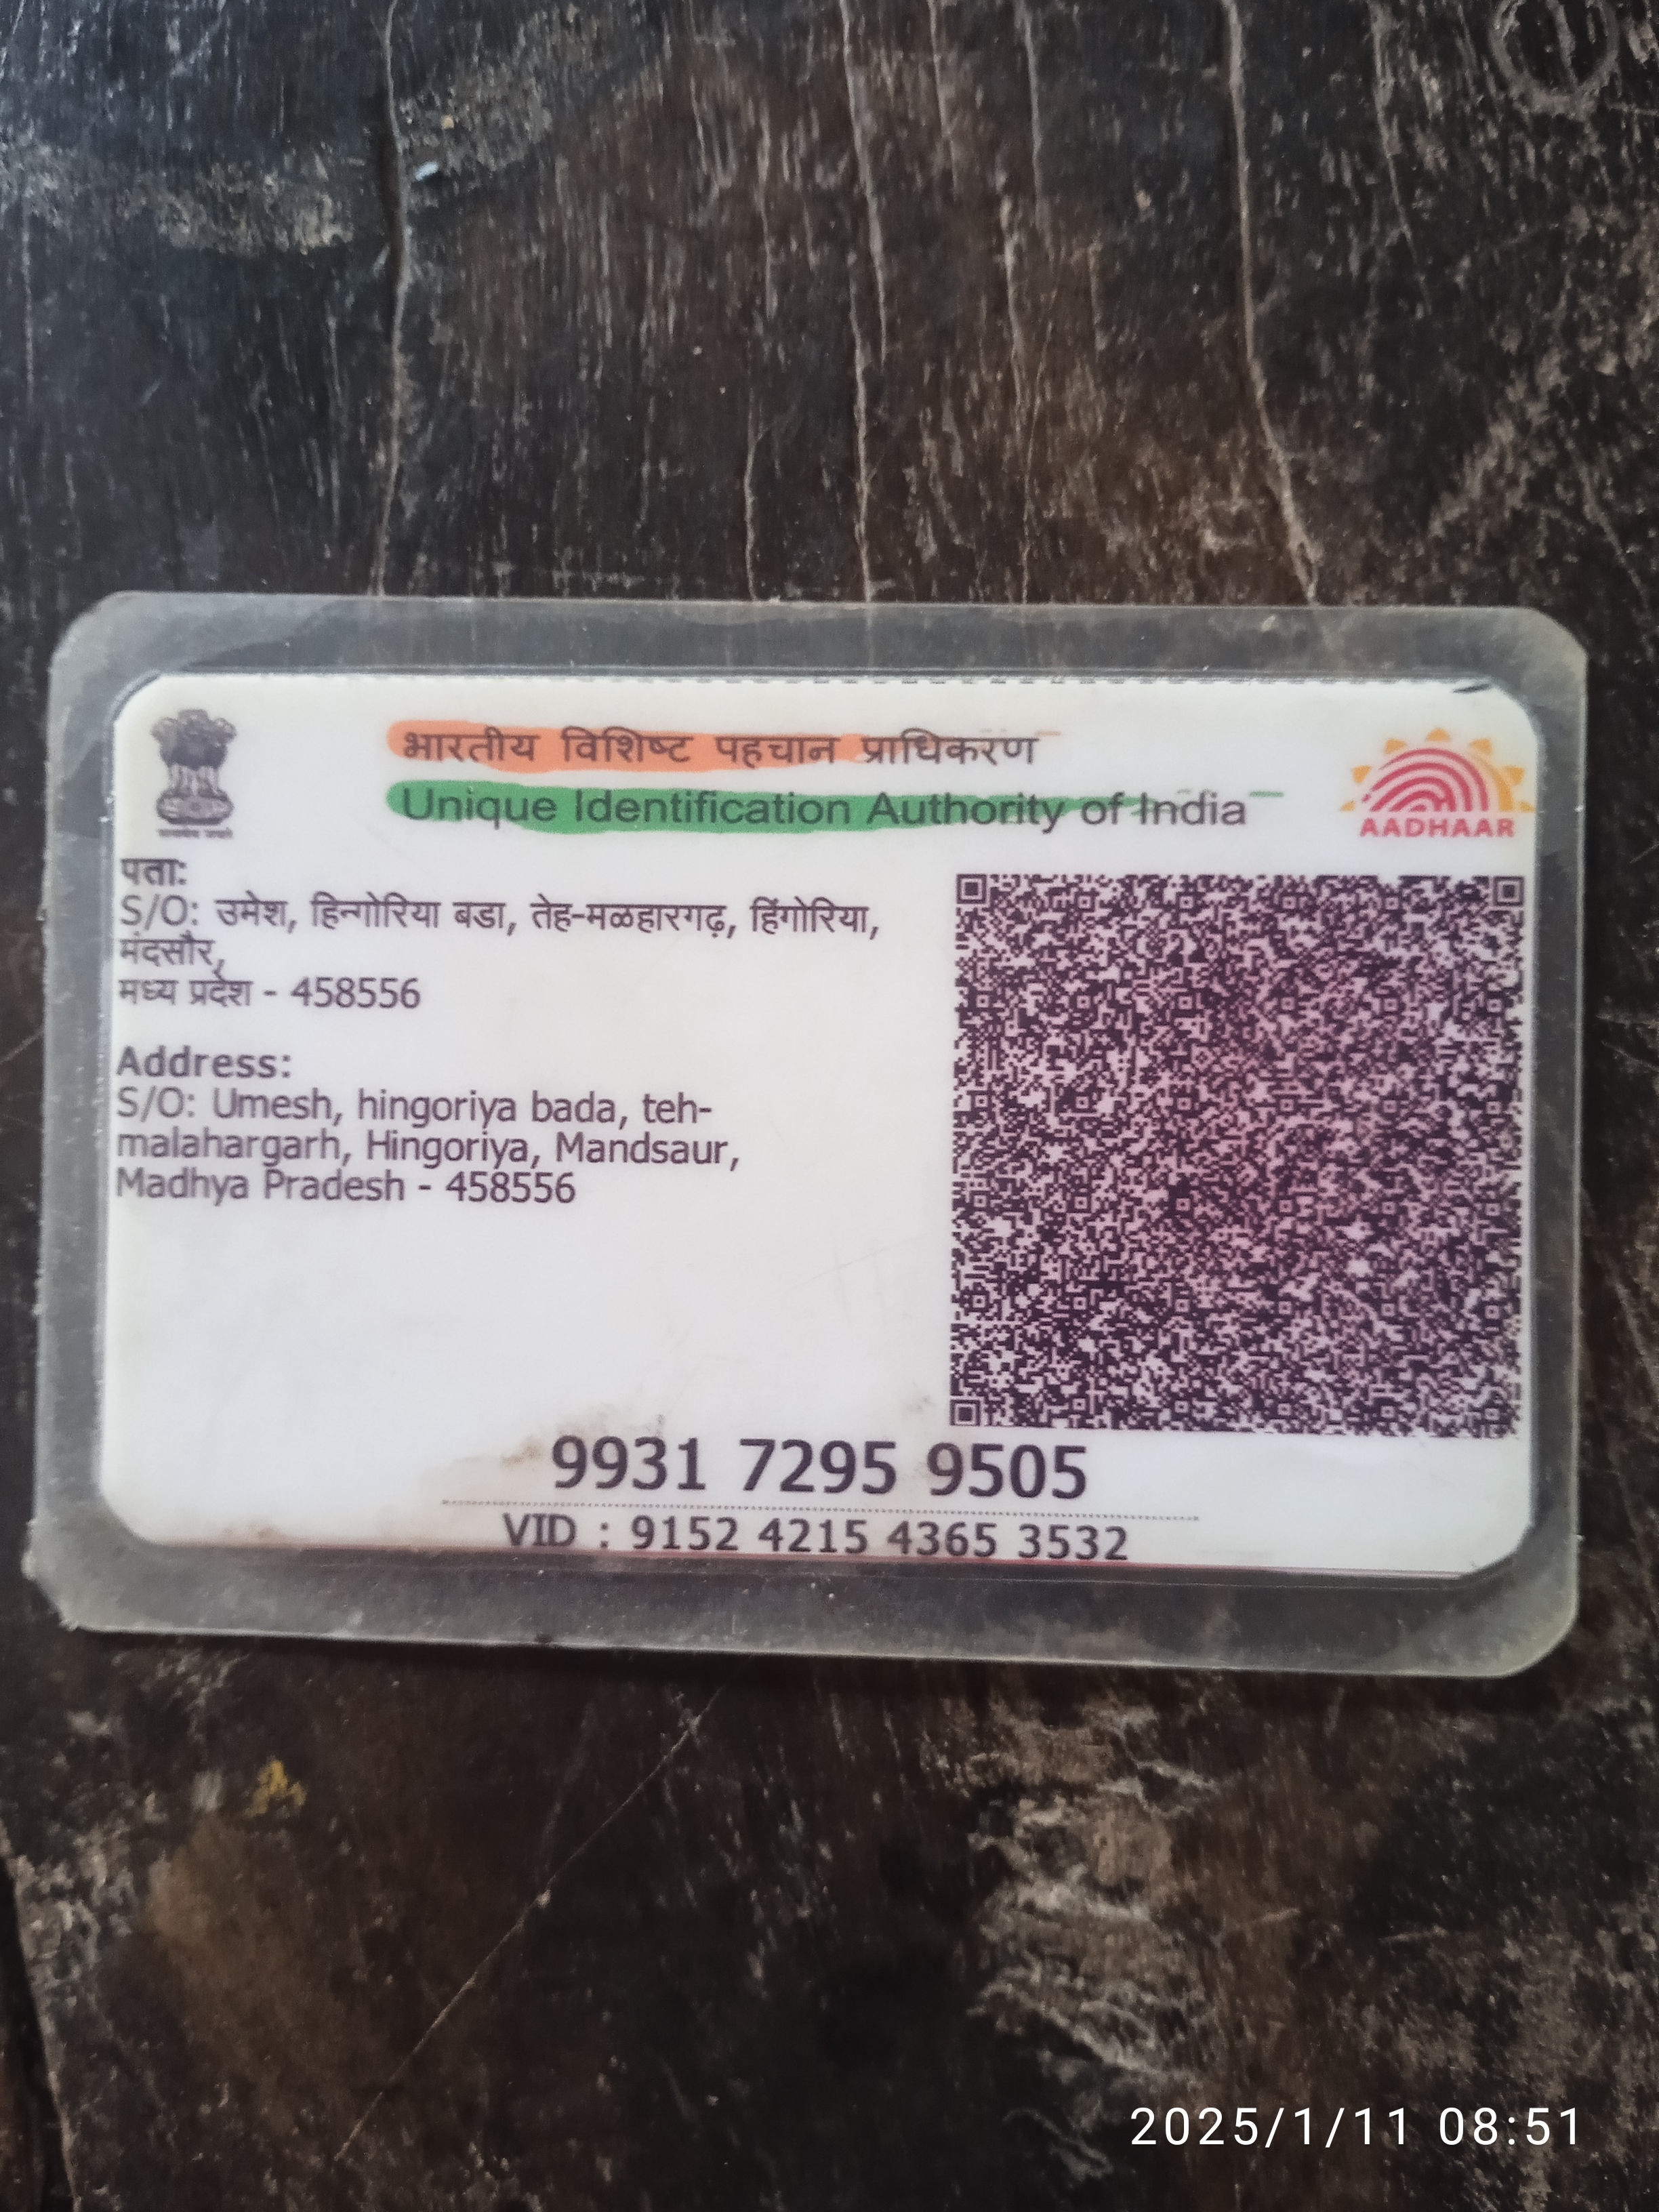 भारतीय विशिष्ट पहचान प्राधिकरण
Unique Identification Authority of India
AADHAAR
पता:
S/O: उमेश, हिन्गोरिया बडा, तेह-मळहारगढ़, हिंगोरिया,
मंदसौर,
मध्य प्रदेश - 458556
Address:
S/O: Umesh, hingoriya bada, teh-
malahargarh, Hingoriya, Mandsaur,
Madhya Pradesh - 458556
9931 7295 9505
VID : 9152 4215 4365 3532
2025/1/11 08:51